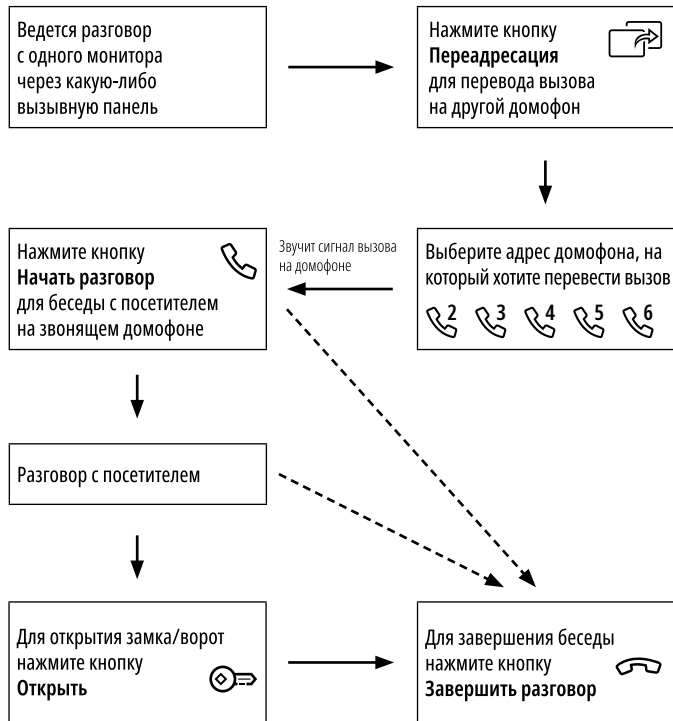 Ведется разговор
с одного монитора
через какую-либо
вызывную панель
Нажмите кнопку
Переадресация
для перевода вызова
на другой домофон
Нажмите кнопку
Начать разговор
для беседы с посетителем
на звонящем домофоне
Звучит сигнал вызова
на домофоне
Выберите адрес домофона, на
который хотите перевести вызов
2 3 4 5 6
Разговор с посетителем
Для открытия замка/ворот
нажмите кнопку
Открыть
Для завершения беседы
нажмите кнопку
Завершить разговор